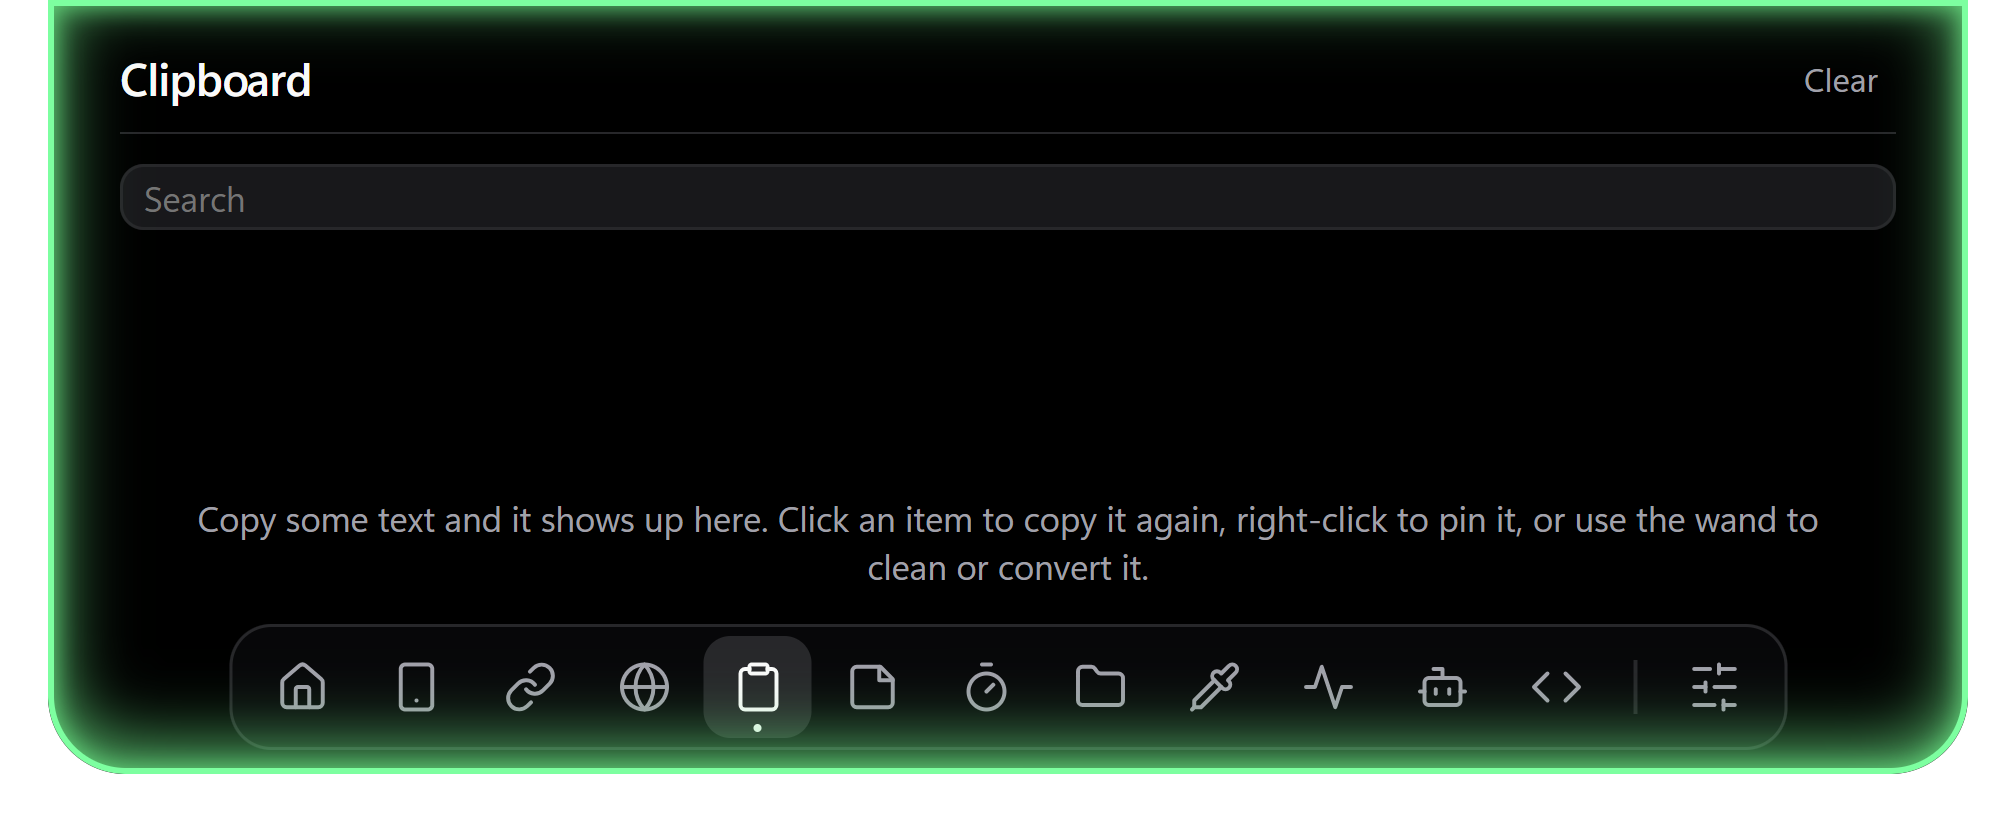 Clipboard
Clear
Search
Copy some text and it shows up here. Click an item to copy it again, right-click to pin it, or use the wand to
clean or convert it.